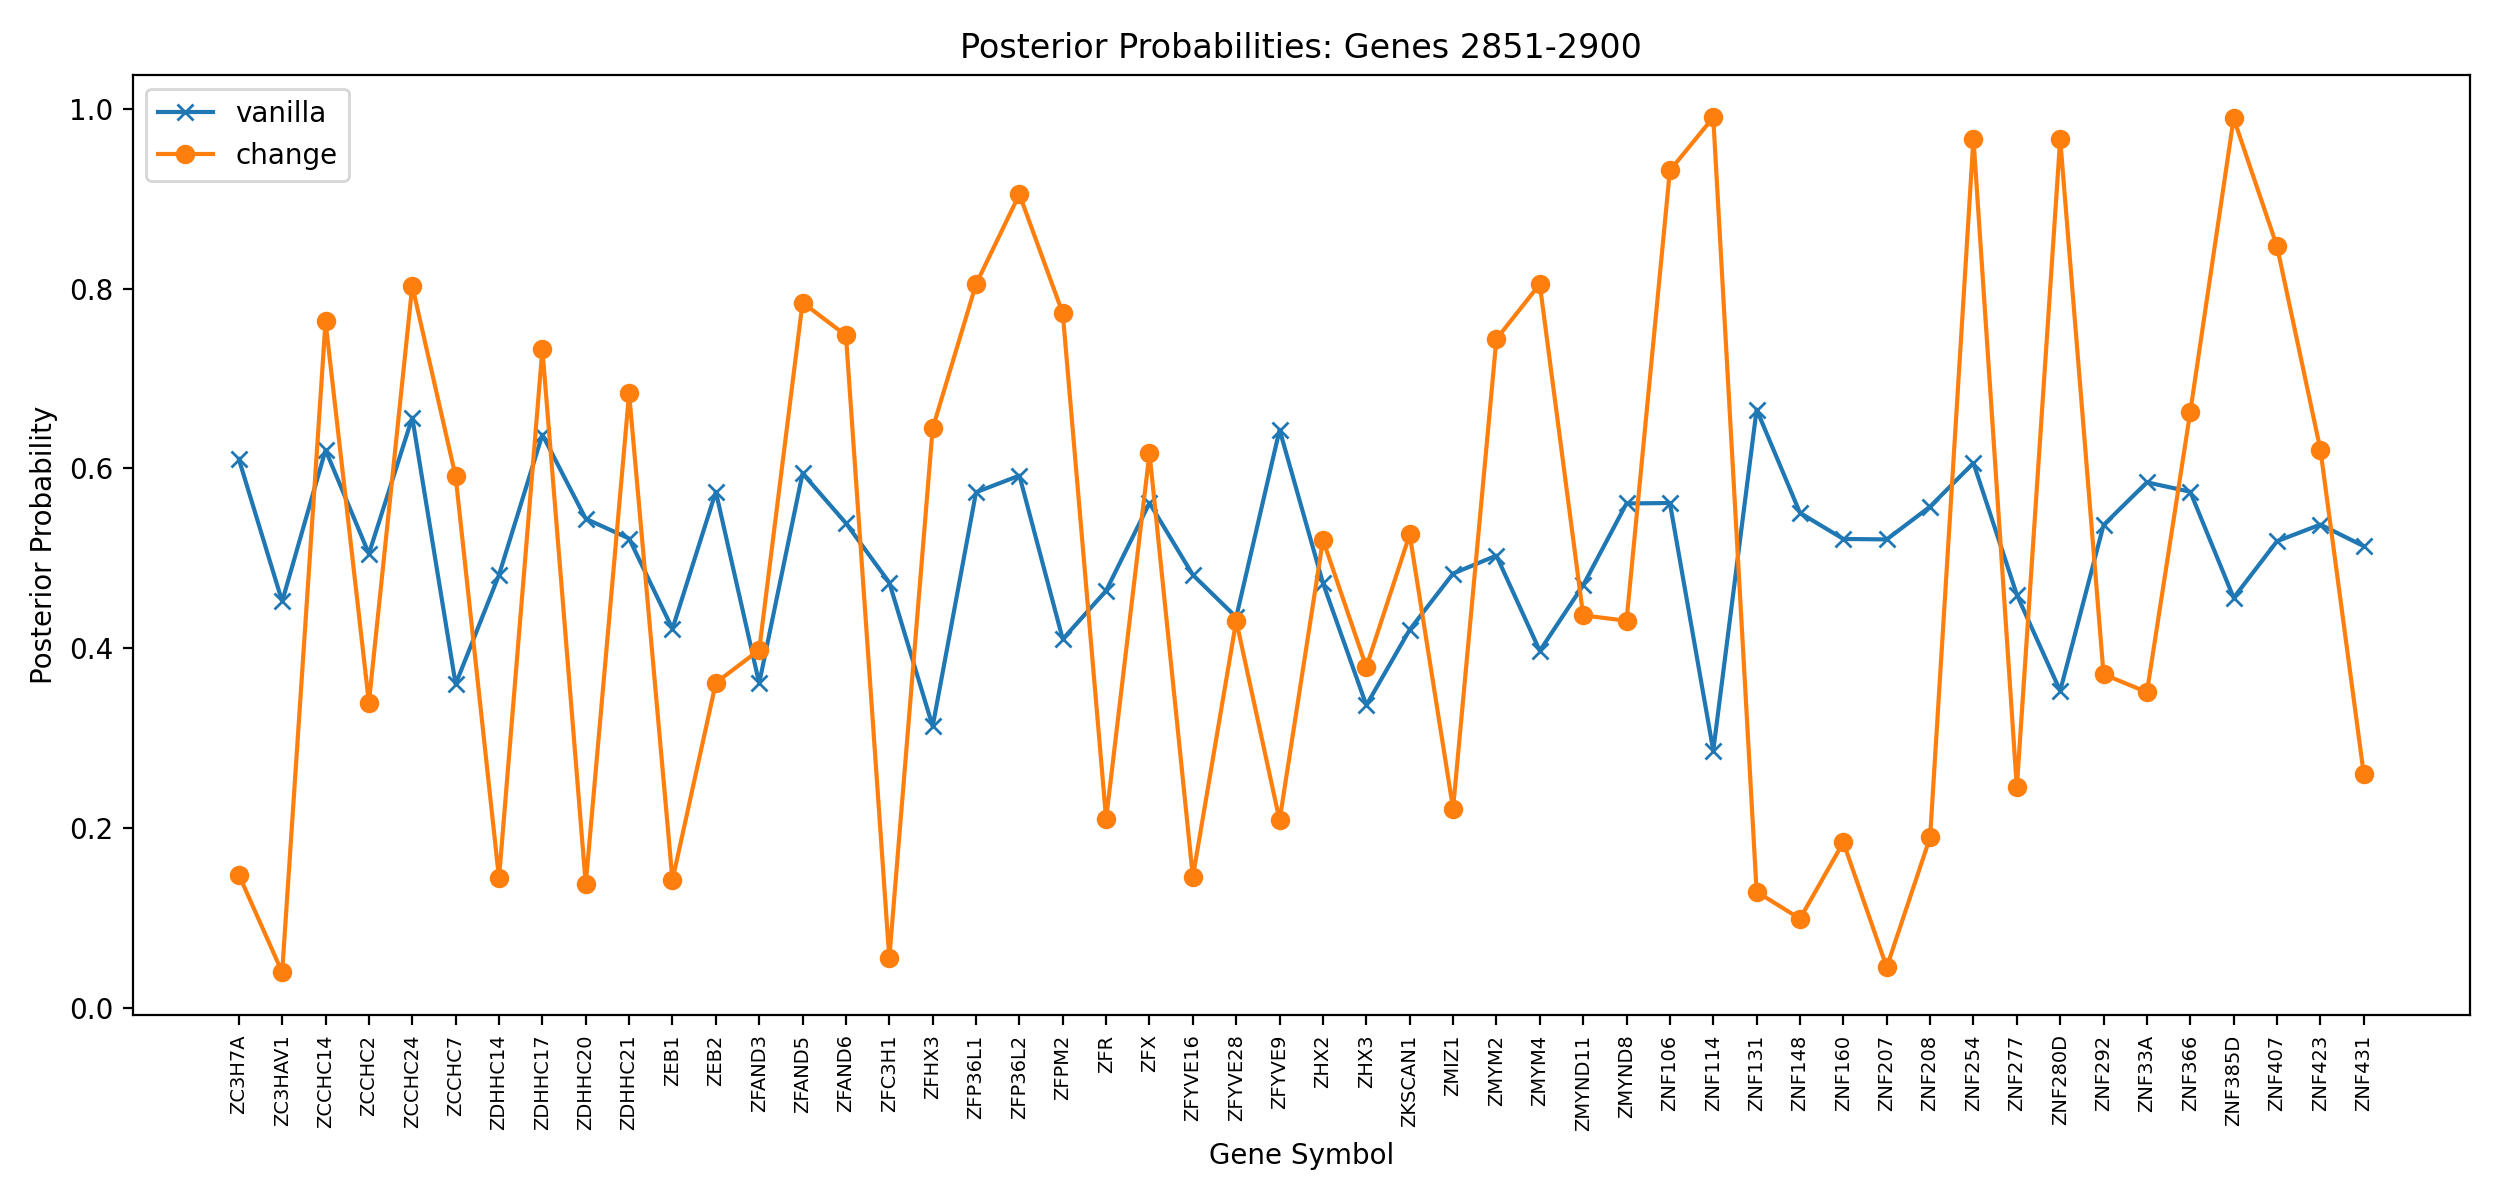 Posterior Probabilities: Genes 2851-2900
vanilla
change
Posterior Probability
1.0
0.8
0.6
0.4
0.2
0.0
ZC3H7A
ZC3HAV1
ZCCHC14
ZCCHC2
ZCCHC24
ZCCHC7
ZDHHC14
ZDHHC17
ZDHHC20
ZDHHC21
ZEB1
ZEB2
ZFAND3
ZFAND5
ZFAND6
ZFC3H1
ZFHX3
ZFP36L1
ZFP36L2
ZFPM2
ZFR
ZFX
ZFYVE16
ZFYVE28
ZFYVE9
ZHX2
ZHX3
ZKSCAN1
ZMIZ1
ZMYM2
ZMYM4
ZMYND11
ZMYND8
ZNF106
ZNF114
ZNF131
ZNF148
ZNF160
ZNF207
ZNF208
ZNF254
ZNF277
ZNF280D
ZNF292
ZNF33A
ZNF366
ZNF385D
ZNF407
ZNF423
ZNF431
Gene Symbol